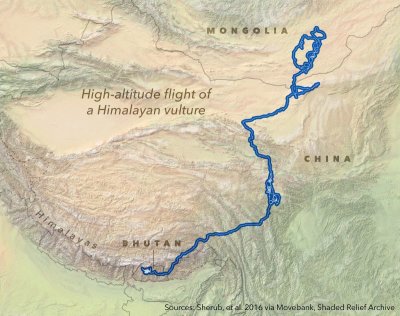 MONGOLIA
High-altitude flight of
a Himalayan vulture
CHINA
Himalayas
BHUTAN
Sources: Sherub, et al. 2016 via Movebank, Shaded Relief Archive